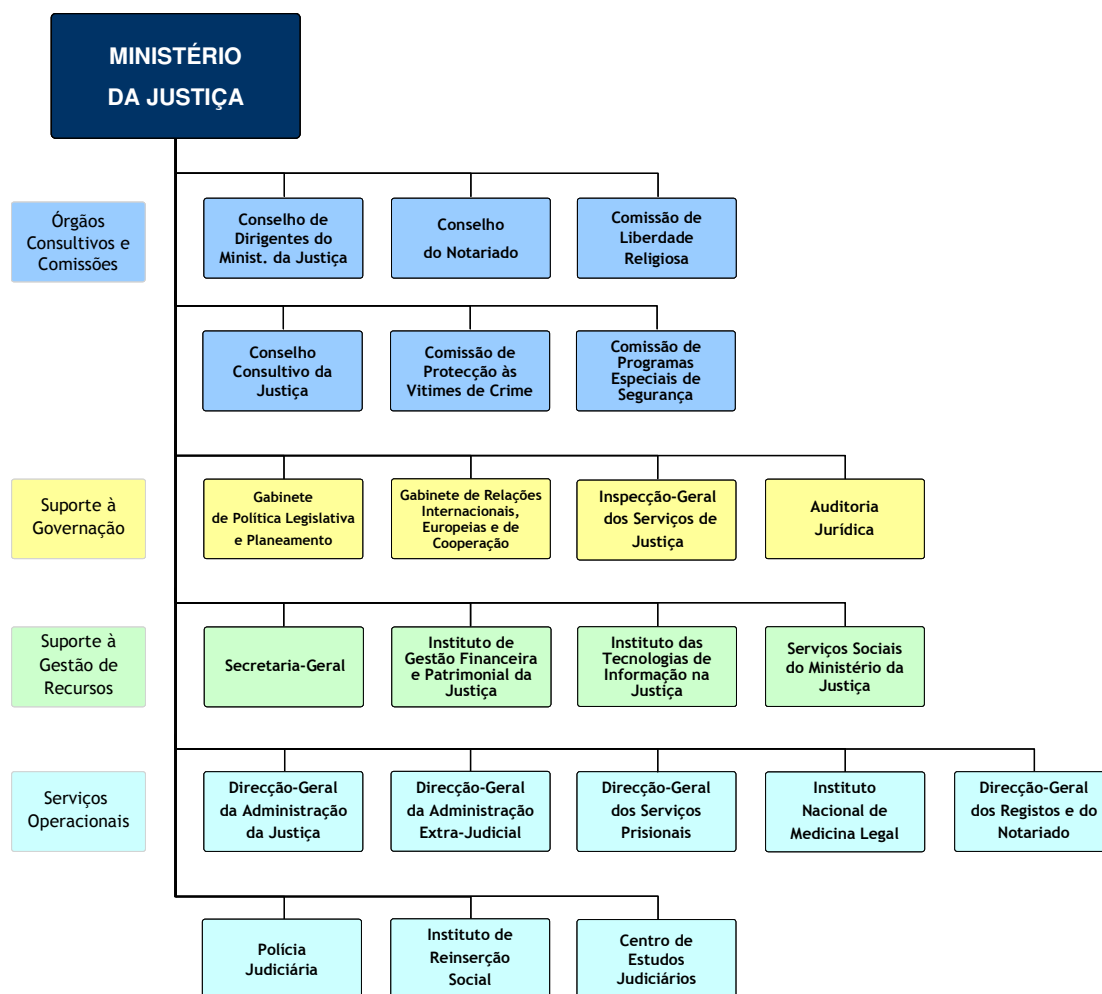 MINISTÉRIO
DA JUSTIÇA
Órgãos
Consultivos e
Comissões
Conselho de
Dirigentes do
Minist. da Justiça
Conselho
do Notariado
Comissão de
Liberdade
Religiosa
Conselho
Consultivo da
Justiça
Comissão de
Protecção às
Vitimes de Crime
Comissão de
Programas
Especiais de
Segurança
Suporte à
Governação
Gabinete
de Política Legislativa
e Planeamento
Gabinete de Relações
Internacionais,
Europeias e de
Cooperação
Inspecção-Geral
dos Serviços de
Justiça
Auditoria
Jurídica
Suporte à
Gestão de
Recursos
Secretaria-Geral
Instituto de
Gestão Financeira
e Patrimonial da
Justiça
Instituto das
Tecnologias de
Informação na
Justiça
Serviços Sociais
do Ministério da
Justiça
Serviços
Operacionais
Direcção-Geral
da Administração
da Justiça
Direcção-Geral
da Administração
Extra-Judicial
Direcção-Geral
dos Serviços
Prisionais
Instituto
Nacional de
Medicina Legal
Direcção-Geral
dos Registos e do
Notariado
Polícia
Judiciária
Instituto de
Reinserção
Social
Centro de
Estudos
Judiciários